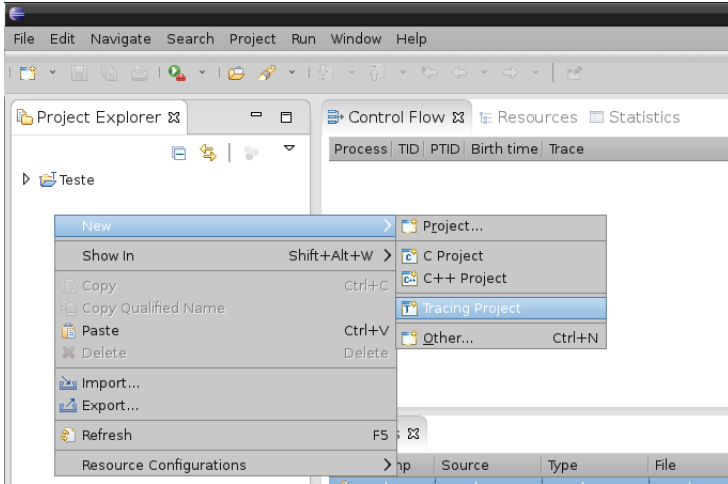 File Edit Navigate Search Project Run Window Help
Project Explorer
Control Flow Resources Statistics
Process TID PTID Birth time Trace
Teste
New
Show In Shift+Alt+W
Copy Ctrl+C
Copy Qualified Name
Paste Ctrl+V
Delete Delete
Import...
Export...
Refresh F5
Resource Configurations
Project...
C Project
C++ Project
Tracing Project
Other... Ctrl+N
Source Type File